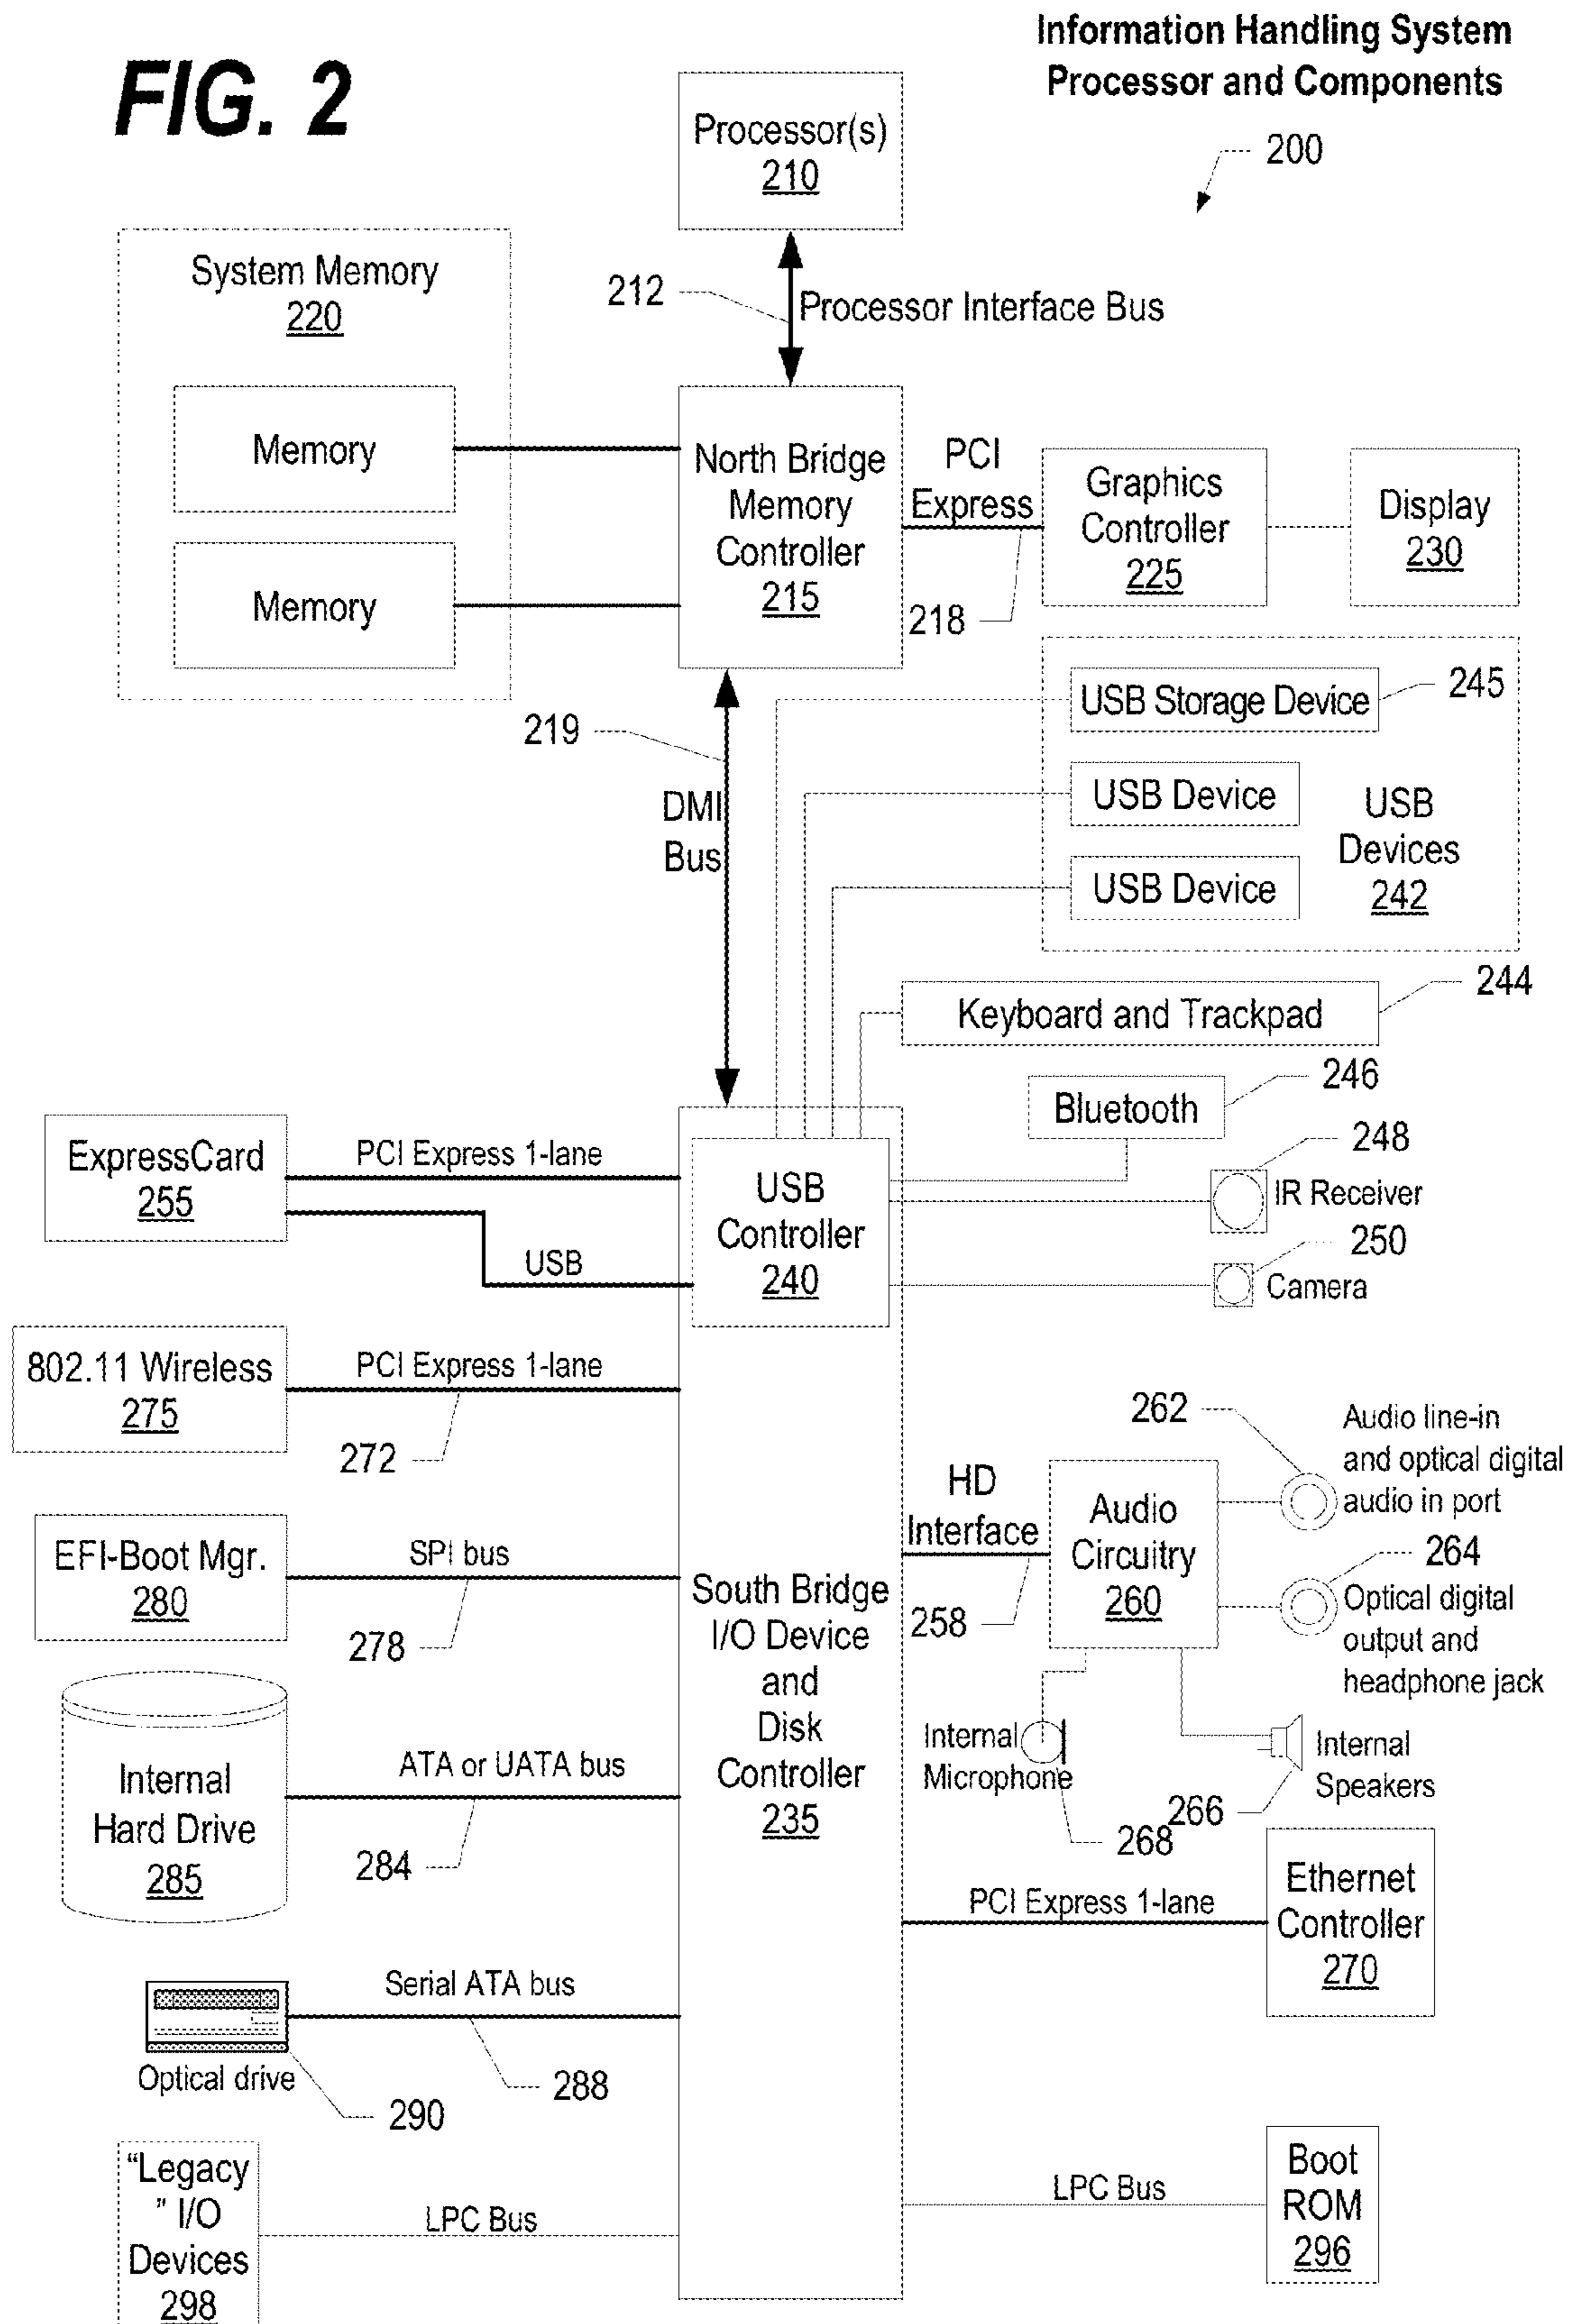 FIG. 2
Information Handling System
Processor and Components
200
Processor(s)
210
212
Processor Interface Bus
System Memory
220
Memory
Memory
North Bridge
Memory
Controller
215
PCI
Express
218
Graphics
Controller
225
Display
230
219
DMI
Bus
USB Storage Device
245
USB Device
USB Device
USB
Devices
242
Keyboard and Trackpad
244
Bluetooth
246
248
IR Receiver
250
Camera
USB
Controller
240
ExpressCard
255
PCI Express 1-lane
USB
802.11 Wireless
275
PCI Express 1-lane
272
EFI-Boot Mgr.
280
SPI bus
278
Internal
Hard Drive
285
ATA or UATA bus
284
Serial ATA bus
288
Optical drive
290
“Legacy
” I/O
Devices
298
LPC Bus
South Bridge
I/O Device
and
Disk
Controller
235
HD
Interface
258
Audio
Circuitry
260
262
Audio line-in
and optical digital
audio in port
264
Optical digital
output and
headphone jack
Internal
Microphone
268
266
Internal
Speakers
PCI Express 1-lane
Ethernet
Controller
270
LPC Bus
Boot
ROM
296